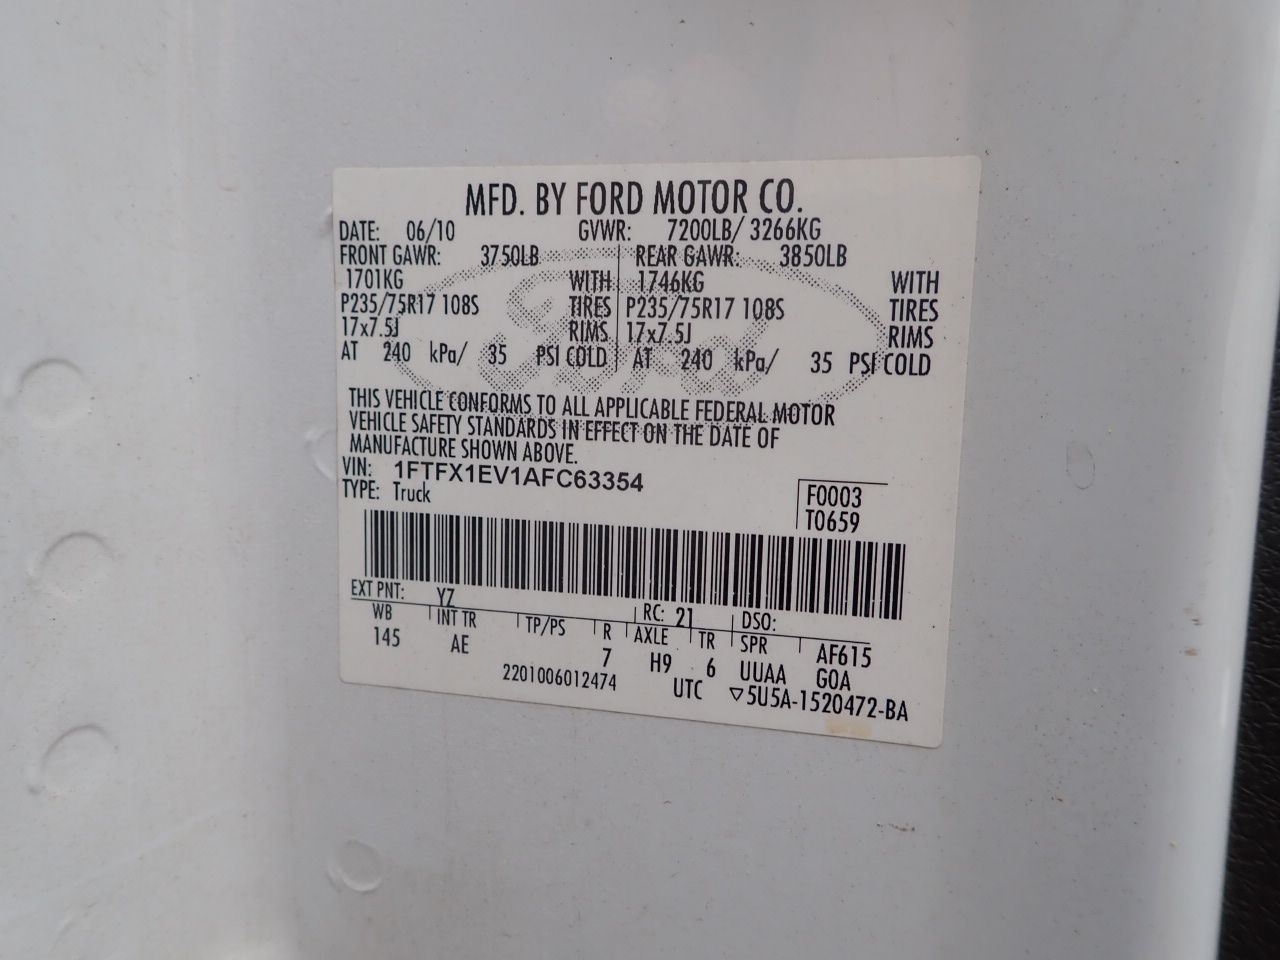 MFD. BY FORD MOTOR CO.
DATE: 06/10 GVWR: 7200LB/ 3266KG
FRONT GAWR: 3750LB REAR GAWR: 3850LB
1701KG WITH 1746KG WITH
P235/75R17 108S TIRES P235/75R17 108S TIRES
17x7.5J RIMS 17x7.5J RIMS
AT 240 kPa/ 35 PSI COLD AT 240 kPa/ 35 PSI COLD
THIS VEHICLE CONFORMS TO ALL APPLICABLE FEDERAL MOTOR
VEHICLE SAFETY STANDARDS IN EFFECT ON THE DATE OF
MANUFACTURE SHOWN ABOVE.
VIN: 1FTFX1EV1AFC63354
TYPE: Truck
F0003
T0659
EXT PNT: YZ RC: 21 DSO:
WB INT TR TP/PS R AXLE TR SPR AF615
145 AE 7 H9 6 UUAA GOA
2201006012474 UTC ▽5U5A-1520472-BA
Ford